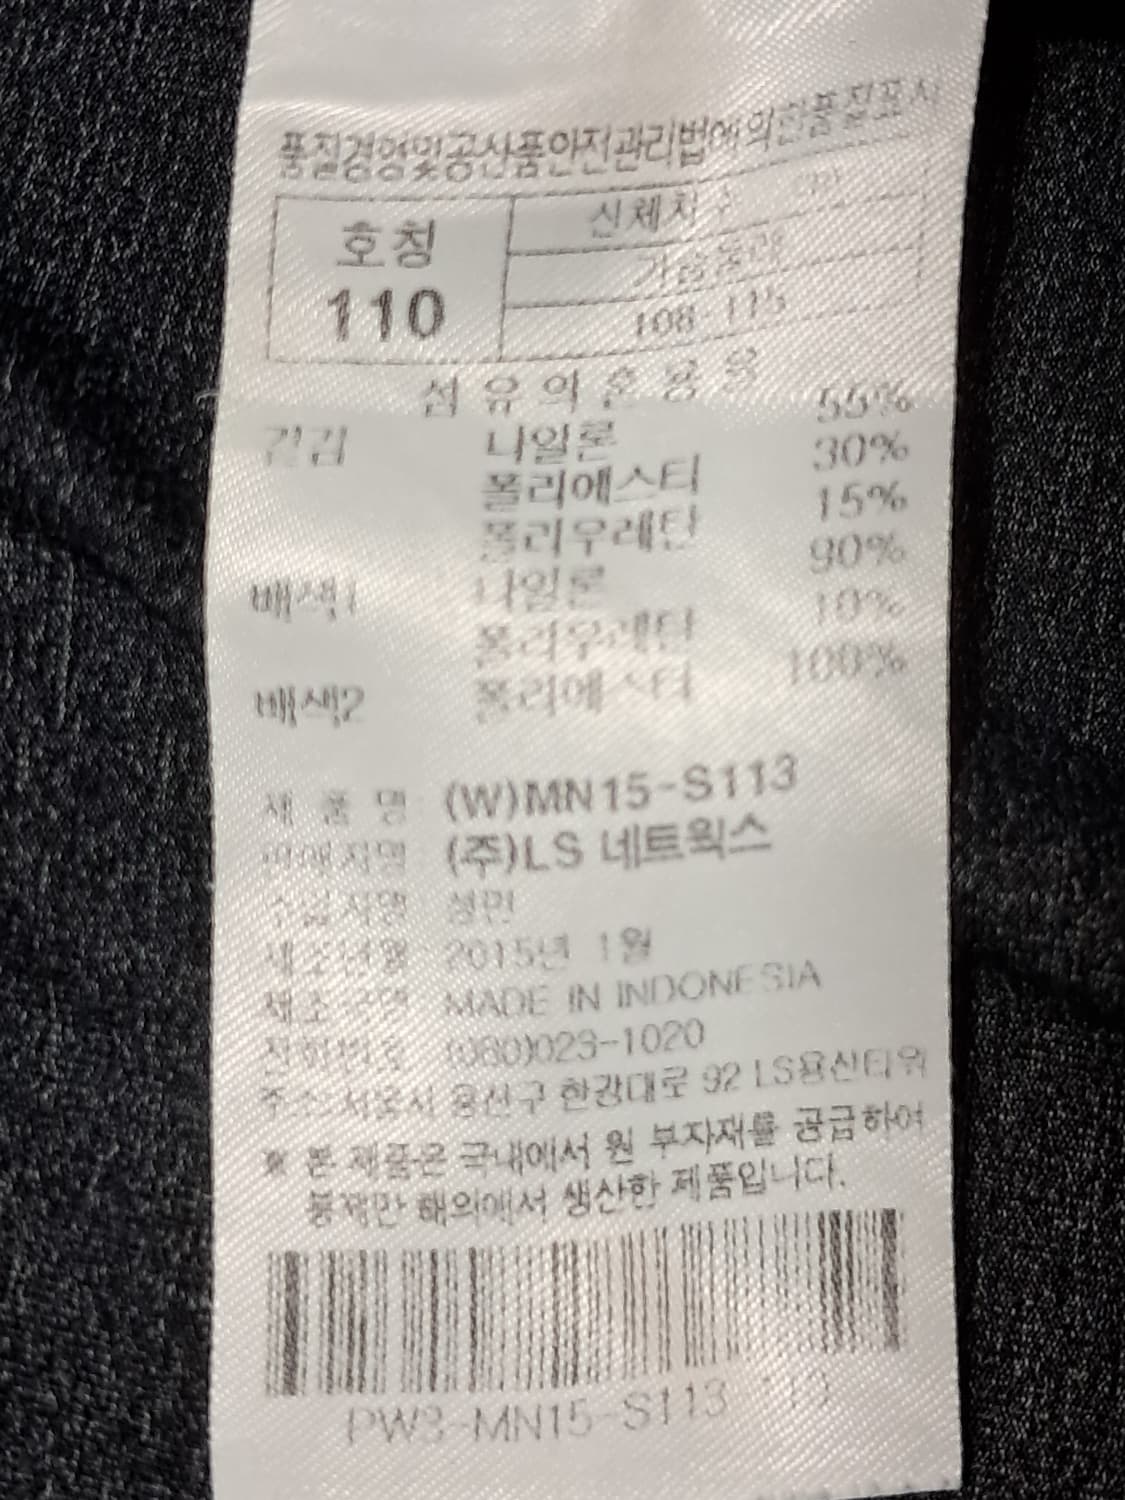 품질경영및공산품안전관리법에의한품질표시
호칭
110
신체치수 cm
가슴둘레
108-115
섬유의혼용율
겉감 나일론 55%
폴리에스터 30%
폴리우레탄 15%
배색1 나일론 90%
폴리우레탄 10%
배색2 폴리에스터 100%
제 품 명 (W)MN15-S113
판매자명 (주)LS 네트웍스
수입자명
제조년월 2015년 1월
제조국명 MADE IN INDONESIA
전화번호 (080)023-1020
주소:서울시 용산구 한강대로 92 LS용산타워
※ 본 제품은 국내에서 원 부자재를 공급하여
봉제만 해외에서 생산한 제품입니다.
PW3-MN15-S113 110